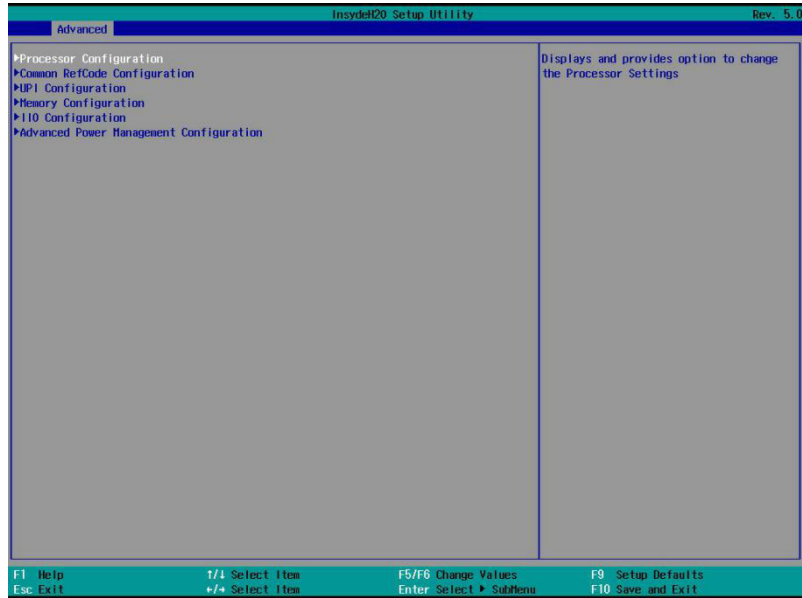 InsydeH20 Setup Utility Rev. 5.0
Advanced
▶Processor Configuration
▶Common RefCode Configuration
▶UPI Configuration
▶Memory Configuration
▶IIO Configuration
▶Advanced Power Management Configuration
Displays and provides option to change
the Processor Settings
F1 Help ↑/↓ Select Item F5/F6 Change Values F9 Setup Defaults
Esc Exit ←/→ Select Item Enter Select ▶ SubMenu F10 Save and Exit